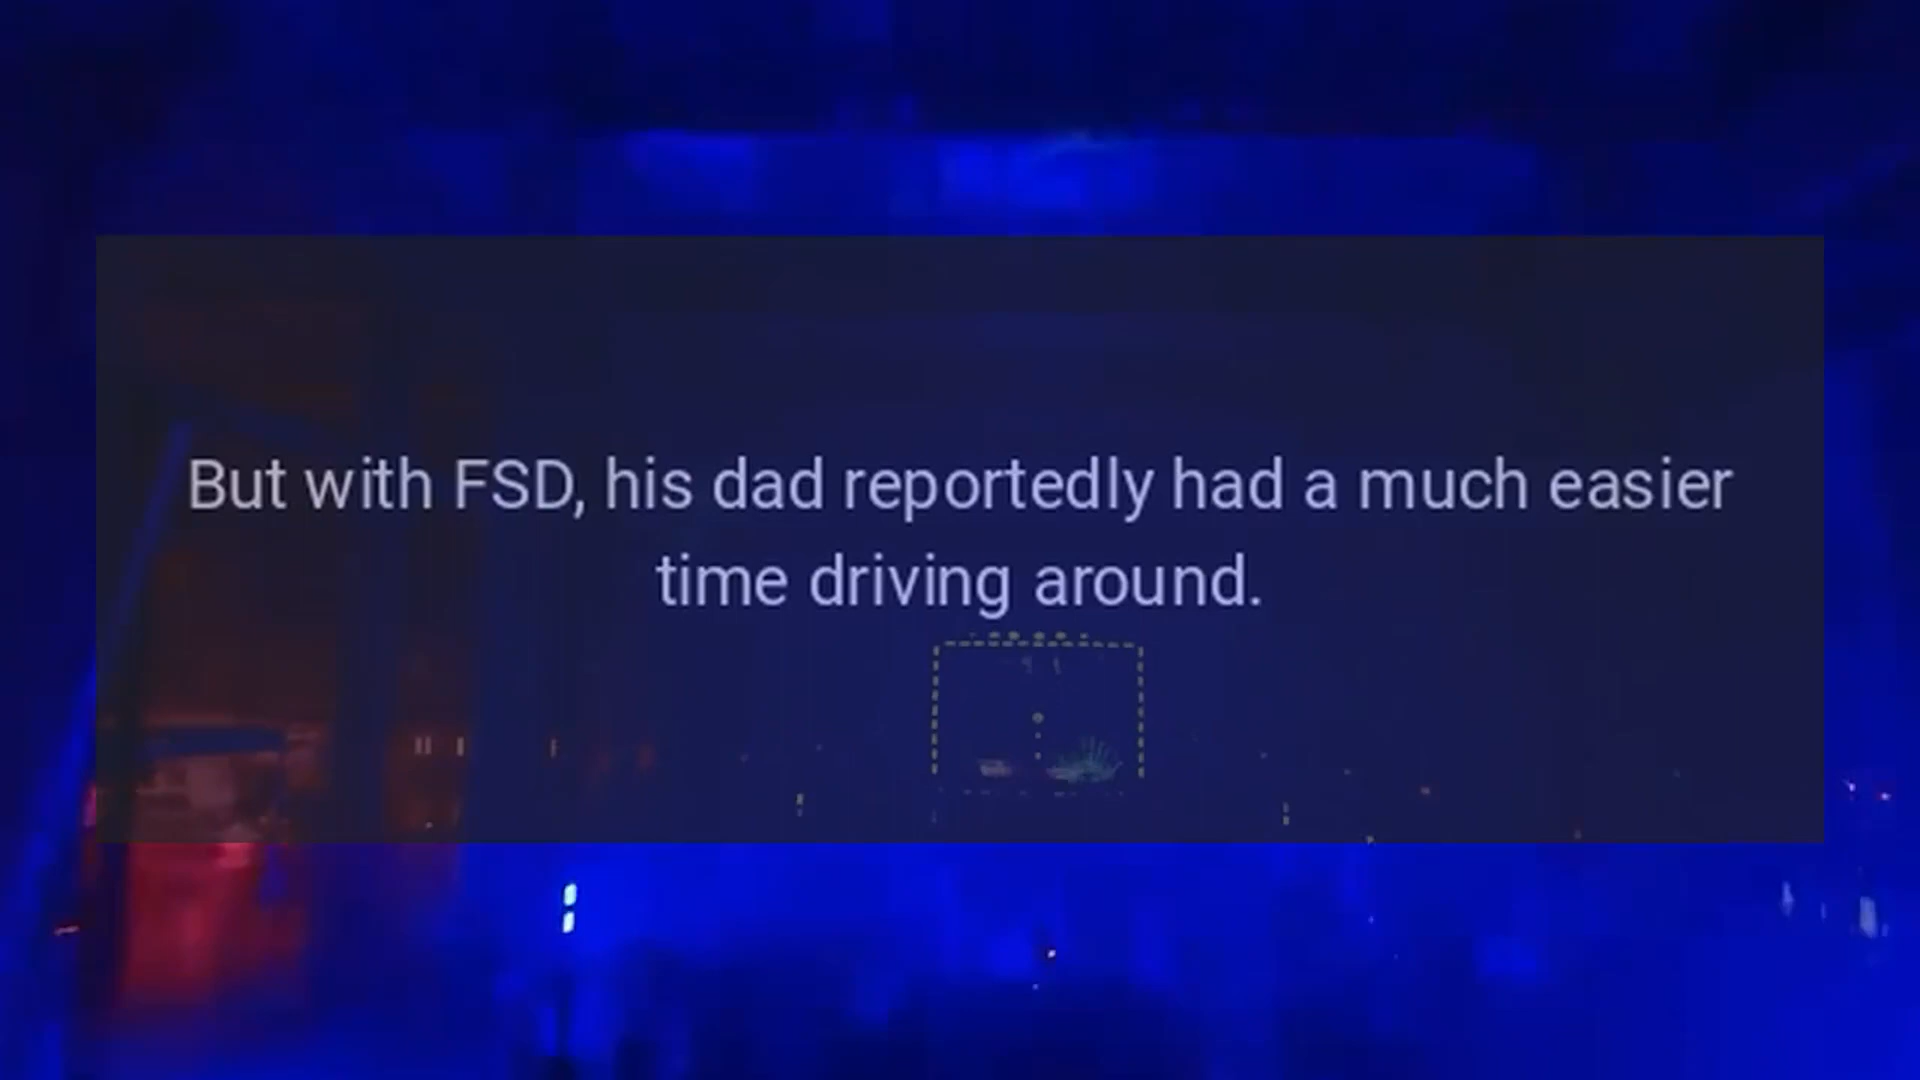 But with FSD, his dad reportedly had a much easier
time driving around.